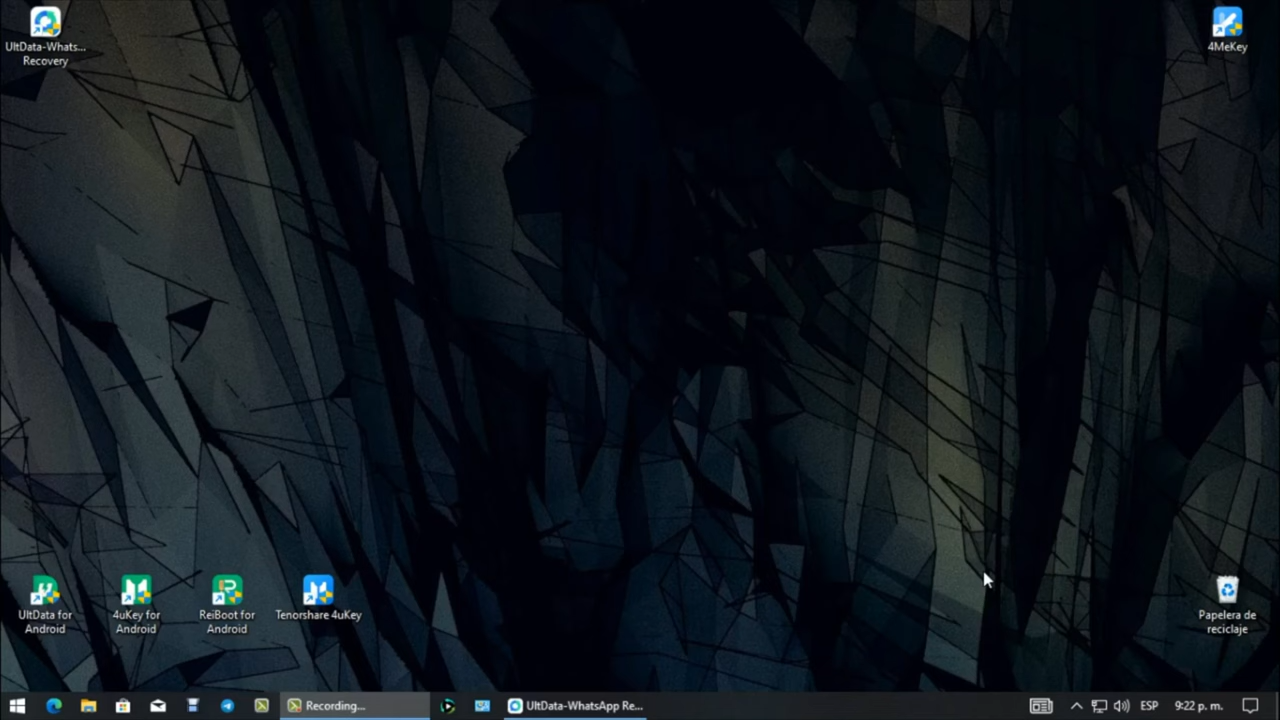 UltData-Whats...
Recovery
4MeKey
UltData for
Android
4uKey for
Android
ReiBoot for
Android
Tenorshare 4uKey
Papelera de
reciclaje
Recording...
UltData-WhatsApp Re...
ESP
9:22 p. m.